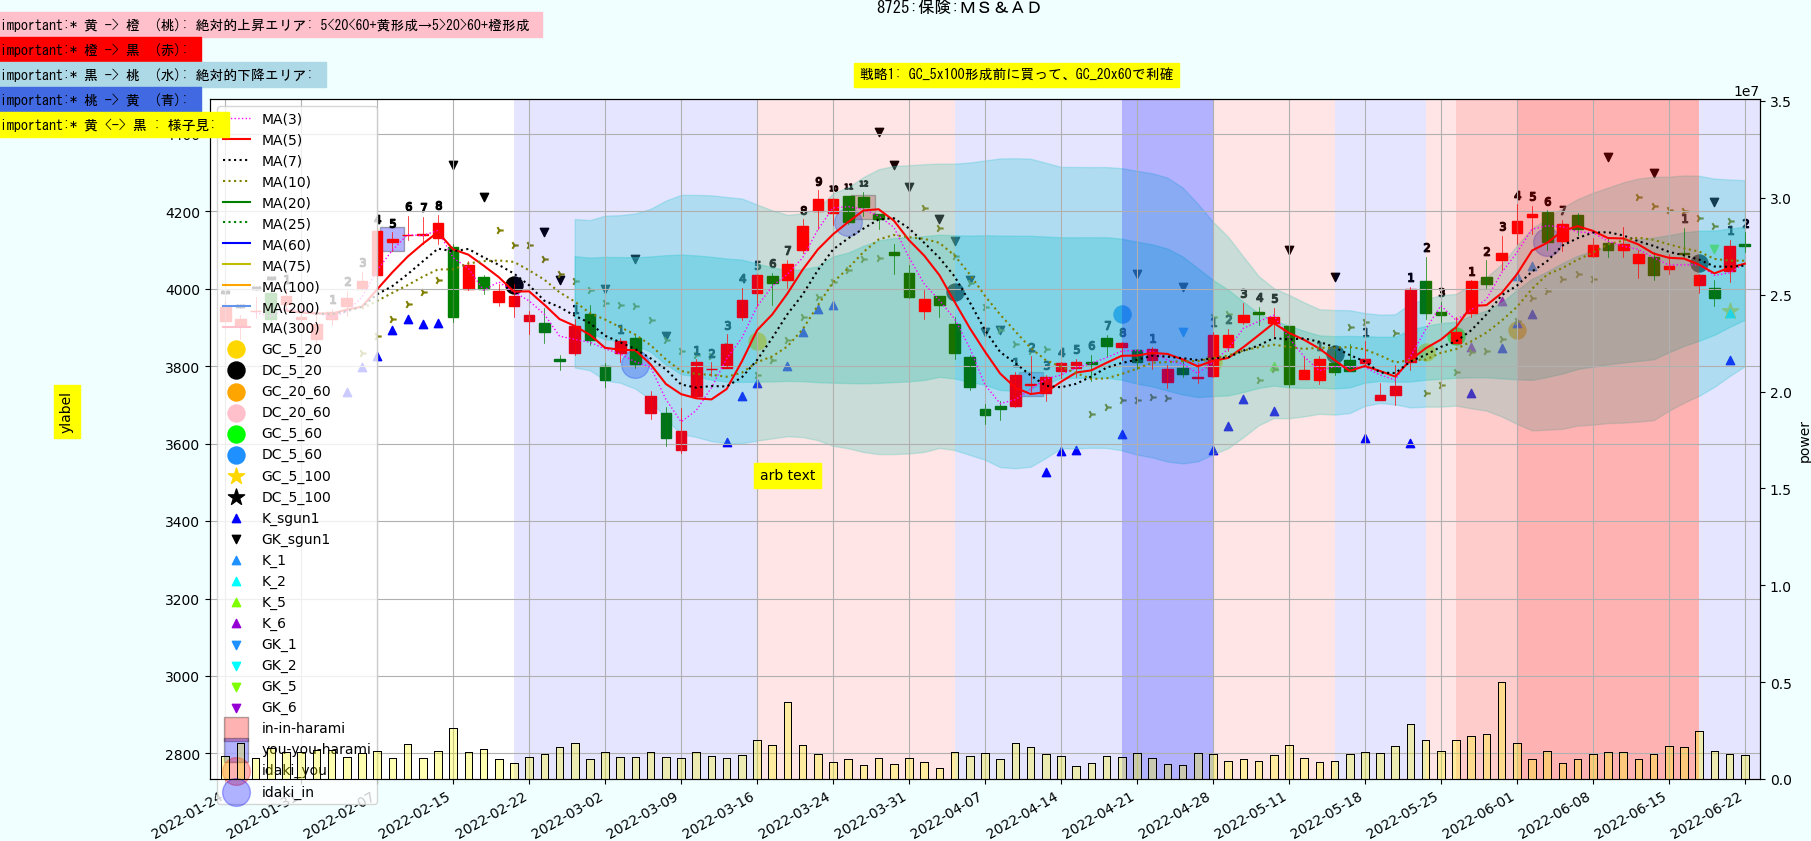 8725:保険:ＭＳ＆ＡＤ
important:* 黄 -> 橙 (桃): 絶対的上昇エリア: 5<20<60+黄形成→5>20>60+橙形成
important:* 橙 -> 黒 (赤):
important:* 黒 -> 桃 (水): 絶対的下降エリア:
important:* 桃 -> 黄 (青):
important:* 黄 <-> 黒 : 様子見:
戦略1: GC_5x100形成前に買って、GC_20x60で利確
1e7
MA(3)
MA(5)
MA(7)
MA(10)
MA(20)
MA(25)
MA(60)
MA(75)
MA(100)
MA(200)
MA(300)
GC_5_20
DC_5_20
GC_20_60
DC_20_60
GC_5_60
DC_5_60
GC_5_100
DC_5_100
K_sgun1
GK_sgun1
K_1
K_2
K_5
K_6
GK_1
GK_2
GK_5
GK_6
in-in-harami
you-you-harami
idaki_you
idaki_in
4200
4000
3800
3600
3400
3200
3000
2800
ylabel
arb text
3.5
3.0
2.5
2.0
1.5
1.0
0.5
0.0
power
2022-01-24
2022-02-07
2022-02-15
2022-02-22
2022-03-02
2022-03-09
2022-03-16
2022-03-24
2022-03-31
2022-04-07
2022-04-14
2022-04-21
2022-04-28
2022-05-11
2022-05-18
2022-05-25
2022-06-01
2022-06-08
2022-06-15
2022-06-22